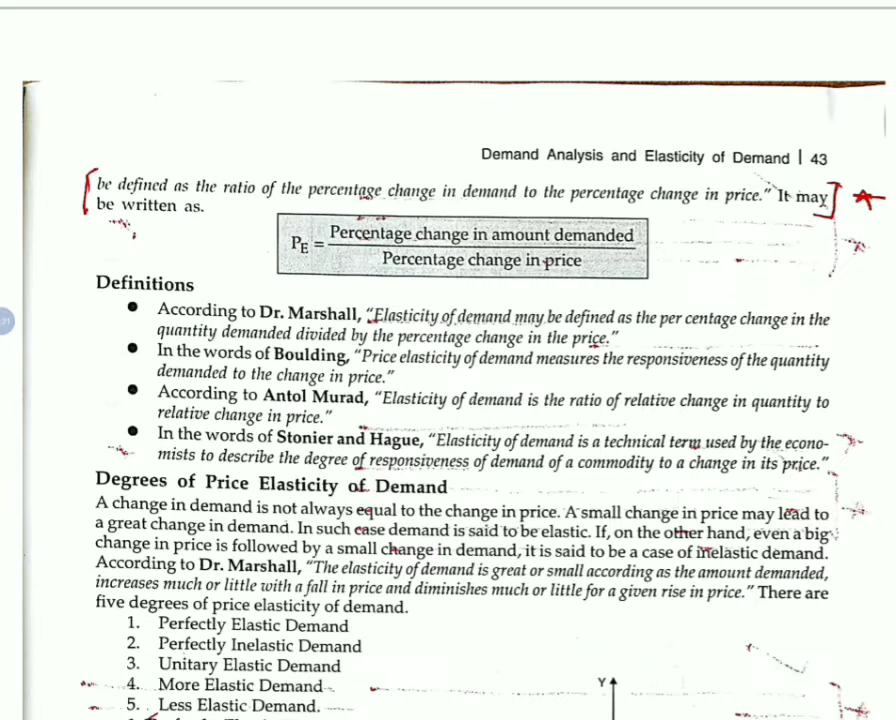 Demand Analysis and Elasticity of Demand | 43
be defined as the ratio of the percentage change in demand to the percentage change in price." It may
be written as.
PE = Percentage change in amount demanded
Percentage change in price
Definitions
● According to Dr. Marshall, "Elasticity of demand may be defined as the per centage change in the
quantity demanded divided by the percentage change in the price."
● In the words of Boulding, "Price elasticity of demand measures the responsiveness of the quantity
demanded to the change in price."
● According to Antol Murad, "Elasticity of demand is the ratio of relative change in quantity to
relative change in price."
● In the words of Stonier and Hague, "Elasticity of demand is a technical term used by the econo-
mists to describe the degree of responsiveness of demand of a commodity to a change in its price."
Degrees of Price Elasticity of Demand
A change in demand is not always equal to the change in price. A small change in price may lead to
a great change in demand. In such case demand is said to be elastic. If, on the other hand, even a big
change in price is followed by a small change in demand, it is said to be a case of inelastic demand.
According to Dr. Marshall, "The elasticity of demand is great or small according as the amount demanded,
increases much or little with a fall in price and diminishes much or little for a given rise in price." There are
five degrees of price elasticity of demand.
1. Perfectly Elastic Demand
2. Perfectly Inelastic Demand
3. Unitary Elastic Demand
4. More Elastic Demand
Y
5. Less Elastic Demand.